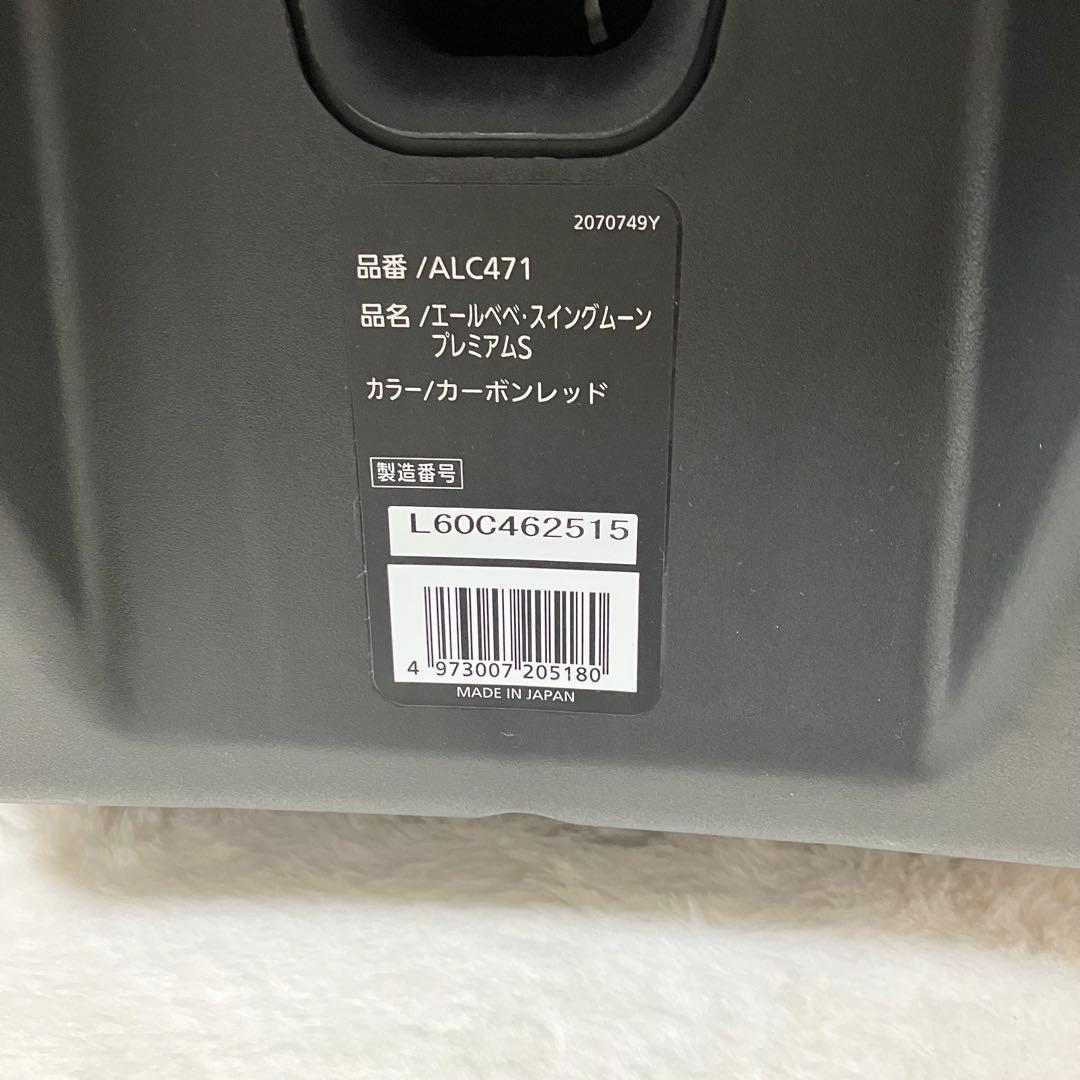 2070749Y
品番 /ALC471
品名 /エールベベ・スイングムーン
プレミアムS
カラー/カーボンレッド
製造番号
L60C462515
4 973007 205180
MADE IN JAPAN